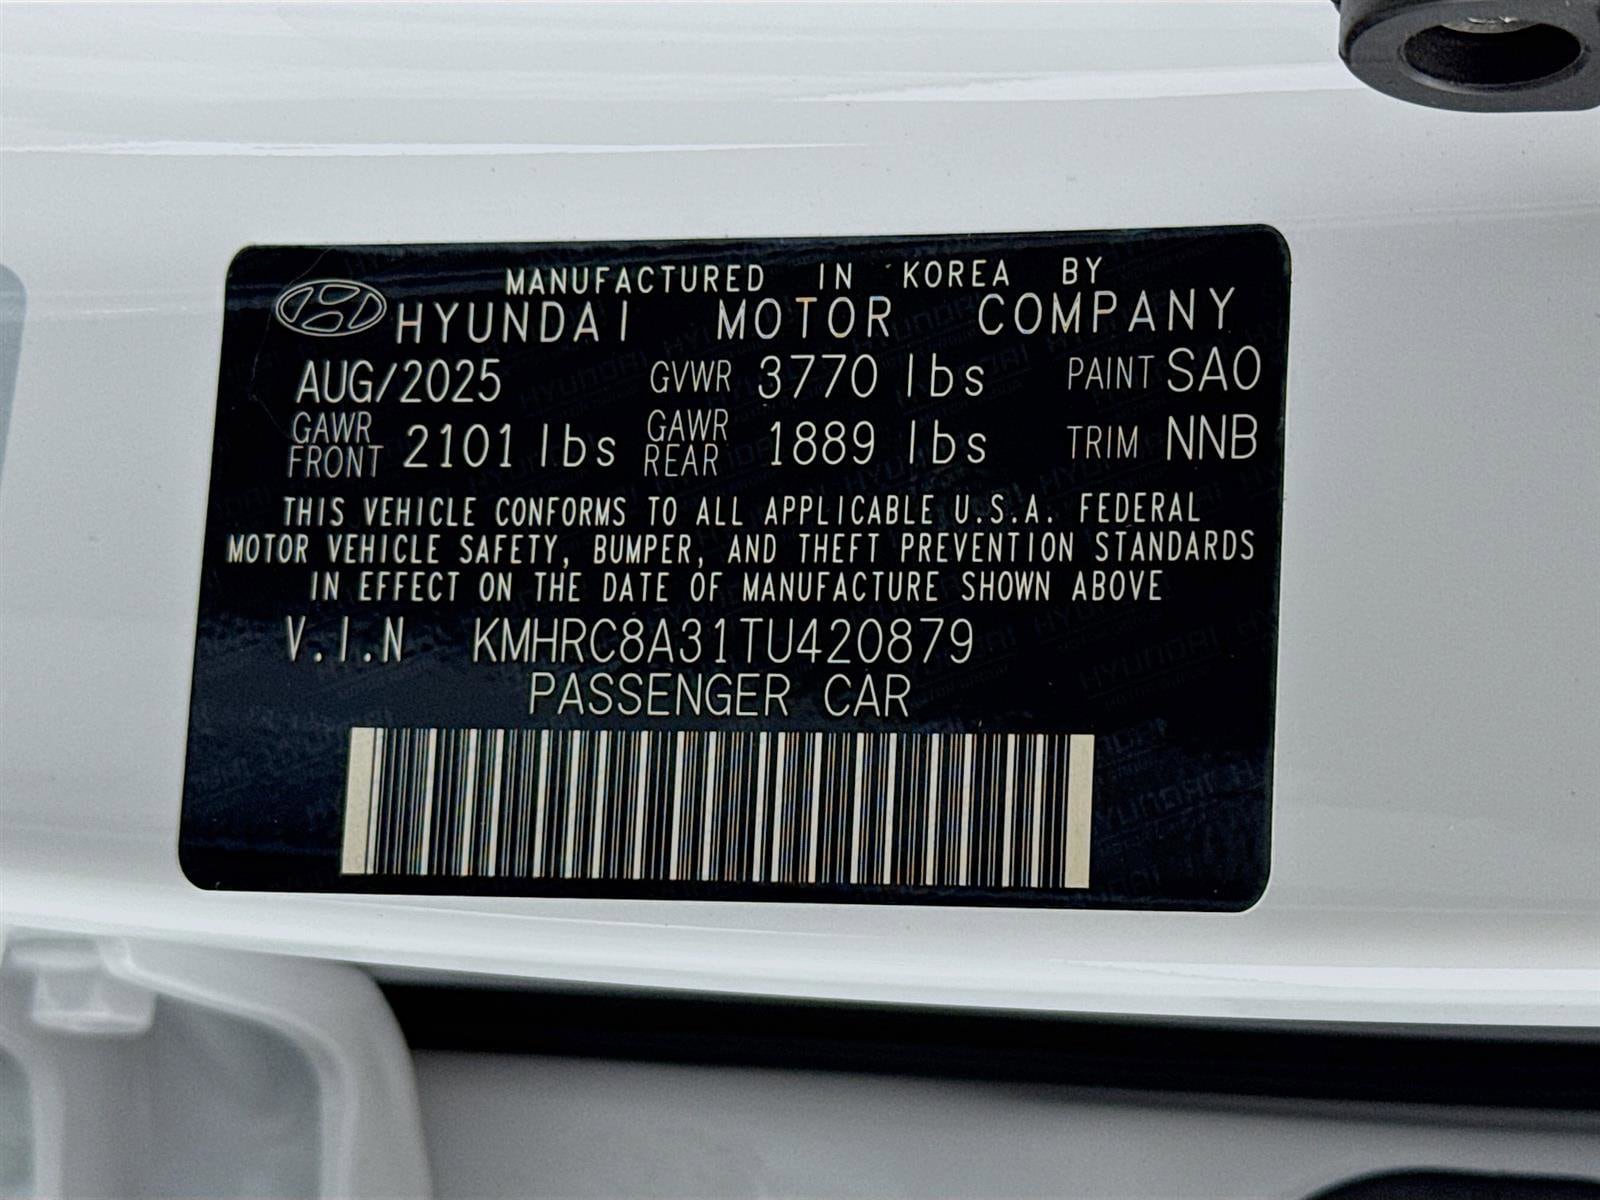 MANUFACTURED IN KOREA BY
HYUNDAI MOTOR COMPANY
AUG/2025 GVWR 3770 lbs PAINT SAO
GAWR FRONT 2101 lbs GAWR REAR 1889 lbs TRIM NNB
THIS VEHICLE CONFORMS TO ALL APPLICABLE U.S.A. FEDERAL
MOTOR VEHICLE SAFETY, BUMPER, AND THEFT PREVENTION STANDARDS
IN EFFECT ON THE DATE OF MANUFACTURE SHOWN ABOVE
V.I.N KMHRC8A31TU420879
PASSENGER CAR